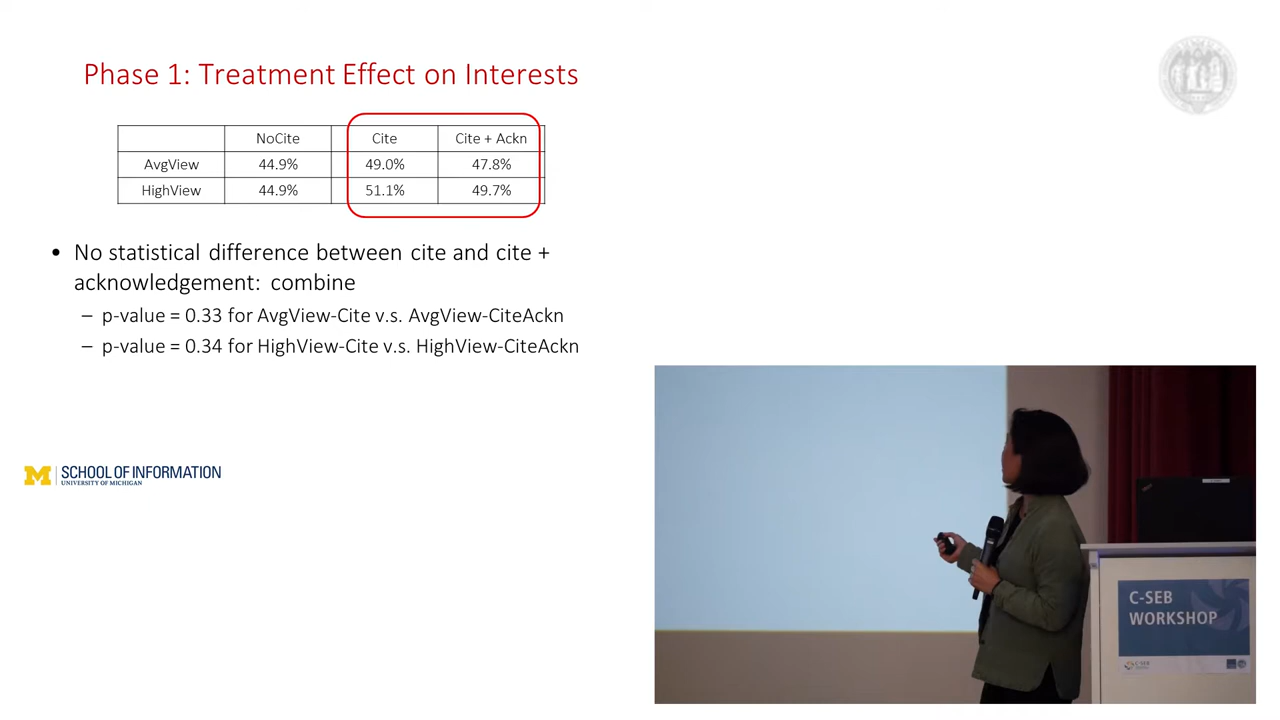 Phase 1: Treatment Effect on Interests
NoCite Cite Cite + Ackn
AvgView 44.9% 49.0% 47.8%
HighView 44.9% 51.1% 49.7%
• No statistical difference between cite and cite +
acknowledgement: combine
– p-value = 0.33 for AvgView-Cite v.s. AvgView-CiteAckn
– p-value = 0.34 for HighView-Cite v.s. HighView-CiteAckn
M SCHOOL OF INFORMATION
UNIVERSITY OF MICHIGAN
C-SEB
WORKSHOP
C-SEB